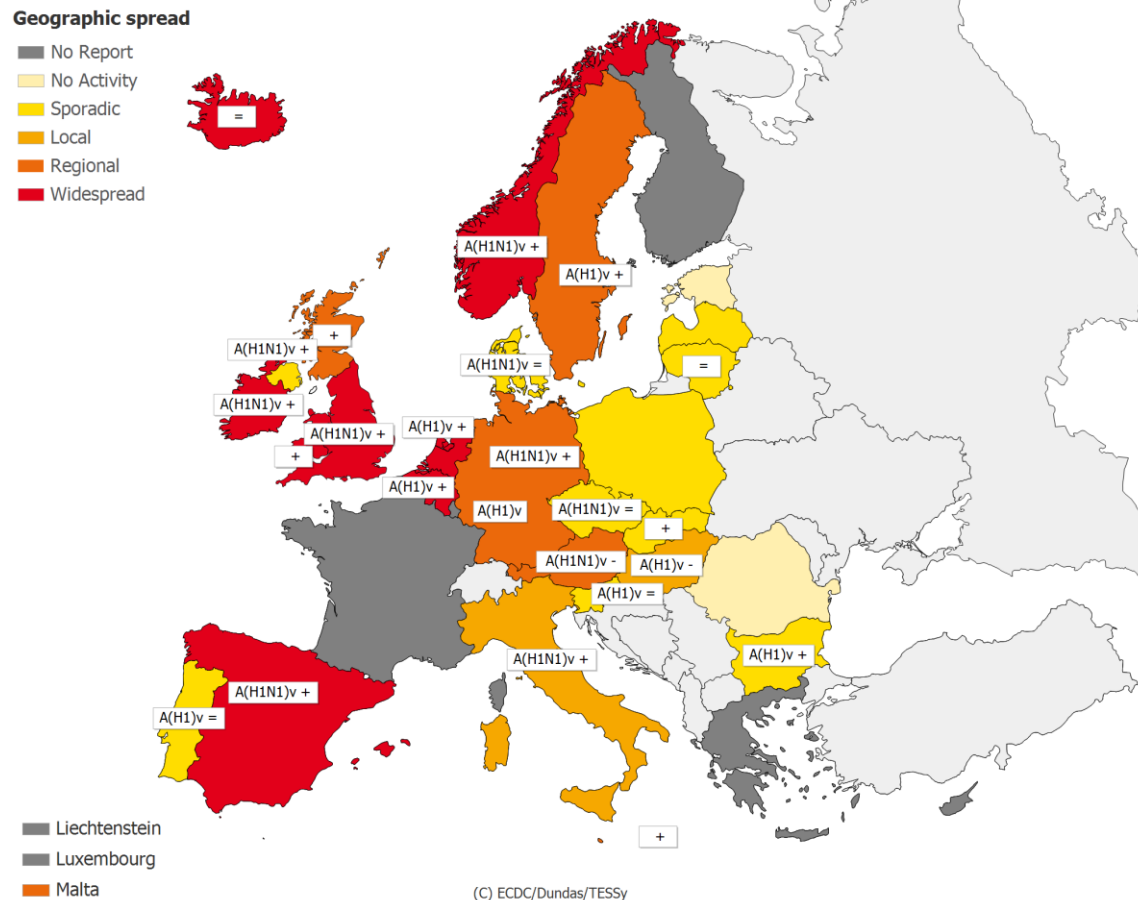 Geographic spread
No Report
No Activity
Sporadic
Local
Regional
Widespread
=
A(H1N1)v +
A(H1)v +
+
A(H1N1)v +
A(H1N1)v =
=
A(H1N1)v +
A(H1)v +
A(H1N1)v +
+
A(H1N1)v +
A(H1)v +
A(H1)v
A(H1N1)v =
+
A(H1N1)v -
A(H1)v -
A(H1)v =
A(H1N1)v +
A(H1)v +
A(H1N1)v +
A(H1)v =
Liechtenstein
+
Luxembourg
Malta
(C) ECDC/Dundas/TESSy